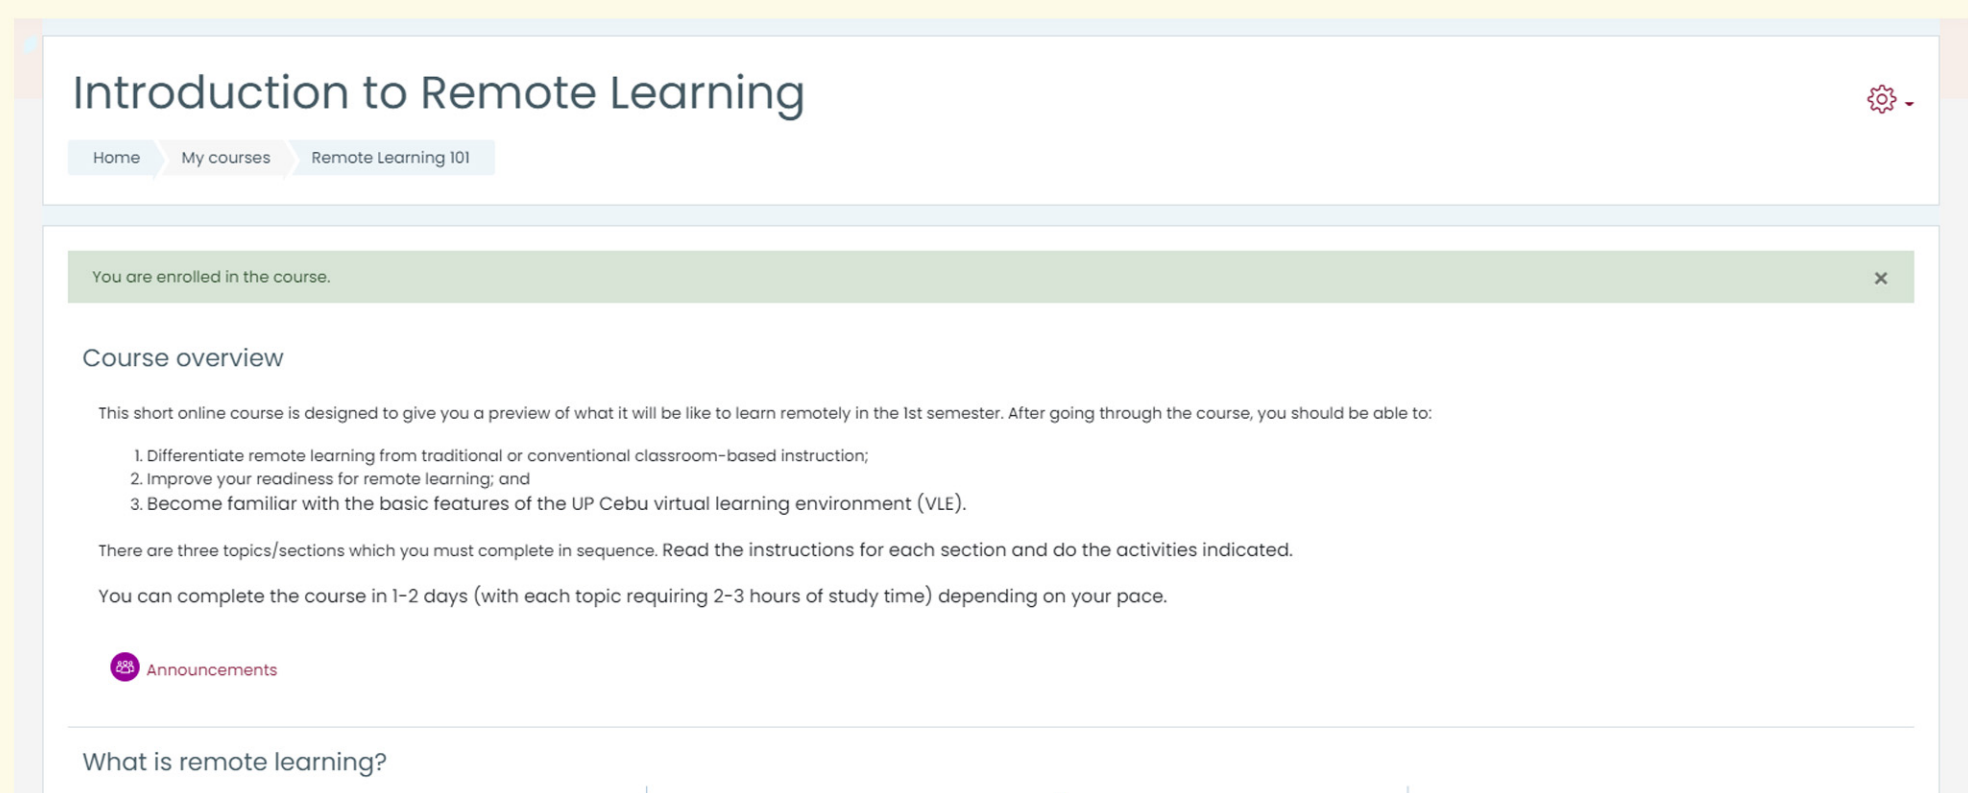 Introduction to Remote Learning
Home My courses Remote Learning 101
You are enrolled in the course. ×
Course overview
This short online course is designed to give you a preview of what it will be like to learn remotely in the 1st semester. After going through the course, you should be able to:
1. Differentiate remote learning from traditional or conventional classroom-based instruction;
2. Improve your readiness for remote learning; and
3. Become familiar with the basic features of the UP Cebu virtual learning environment (VLE).
There are three topics/sections which you must complete in sequence. Read the instructions for each section and do the activities indicated.
You can complete the course in 1-2 days (with each topic requiring 2-3 hours of study time) depending on your pace.
Announcements
What is remote learning?